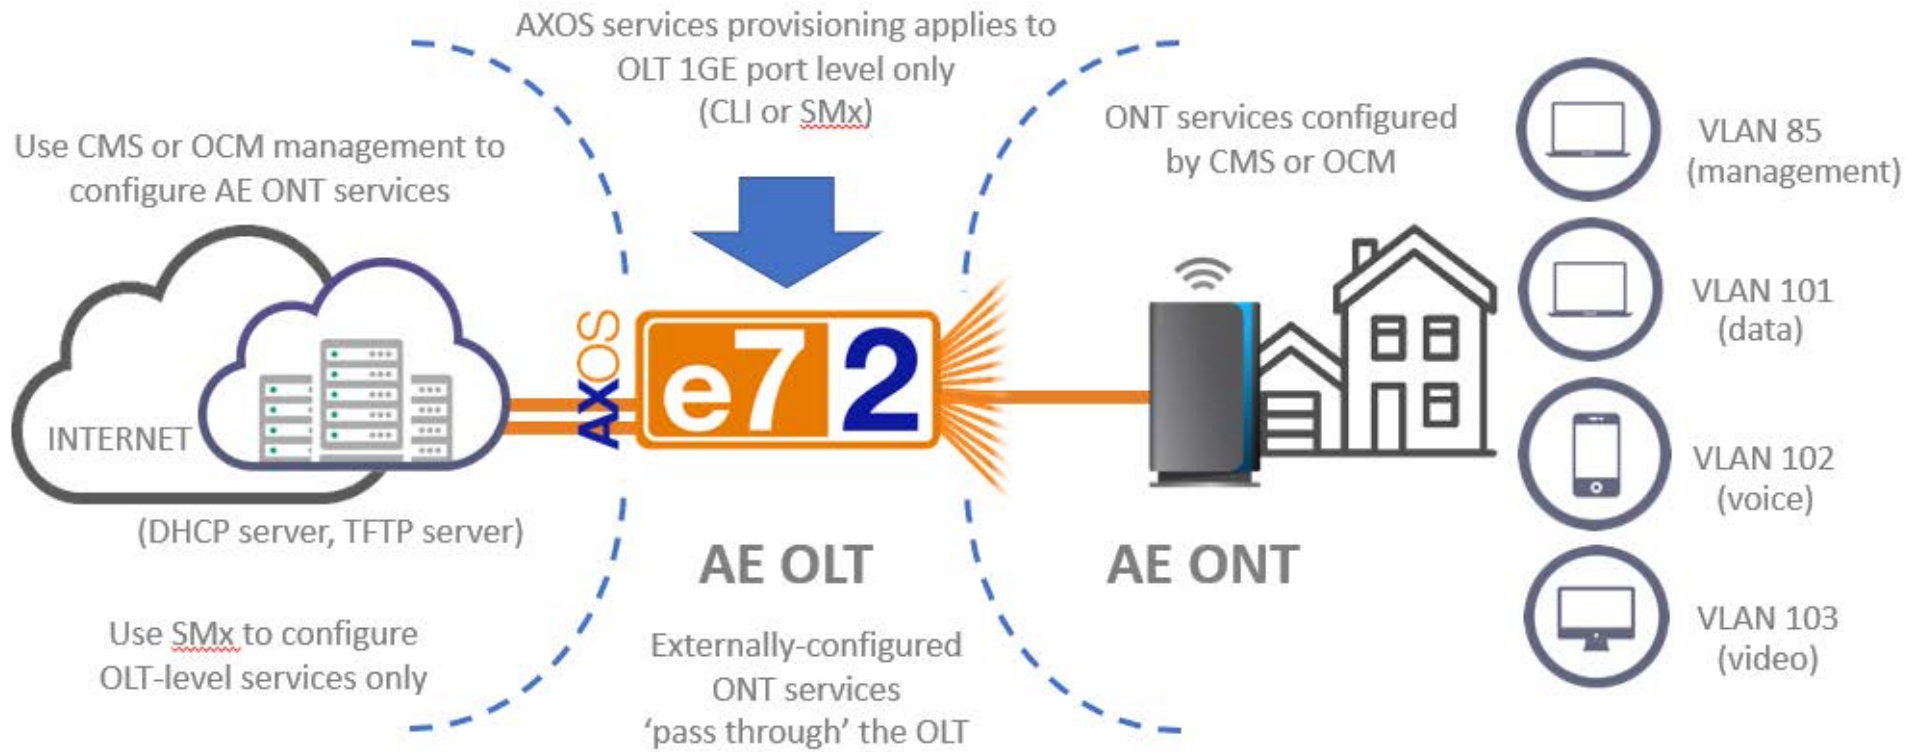 AXOS services provisioning applies to
OLT 1GE port level only
(CLI or SMx)
Use CMS or OCM management to
configure AE ONT services
ONT services configured
by CMS or OCM
VLAN 85
(management)
VLAN 101
(data)
VLAN 102
(voice)
VLAN 103
(video)
INTERNET
AXOS
e7 2
(DHCP server, TFTP server)
AE OLT
AE ONT
Use SMx to configure
OLT-level services only
Externally-configured
ONT services
‘pass through’ the OLT